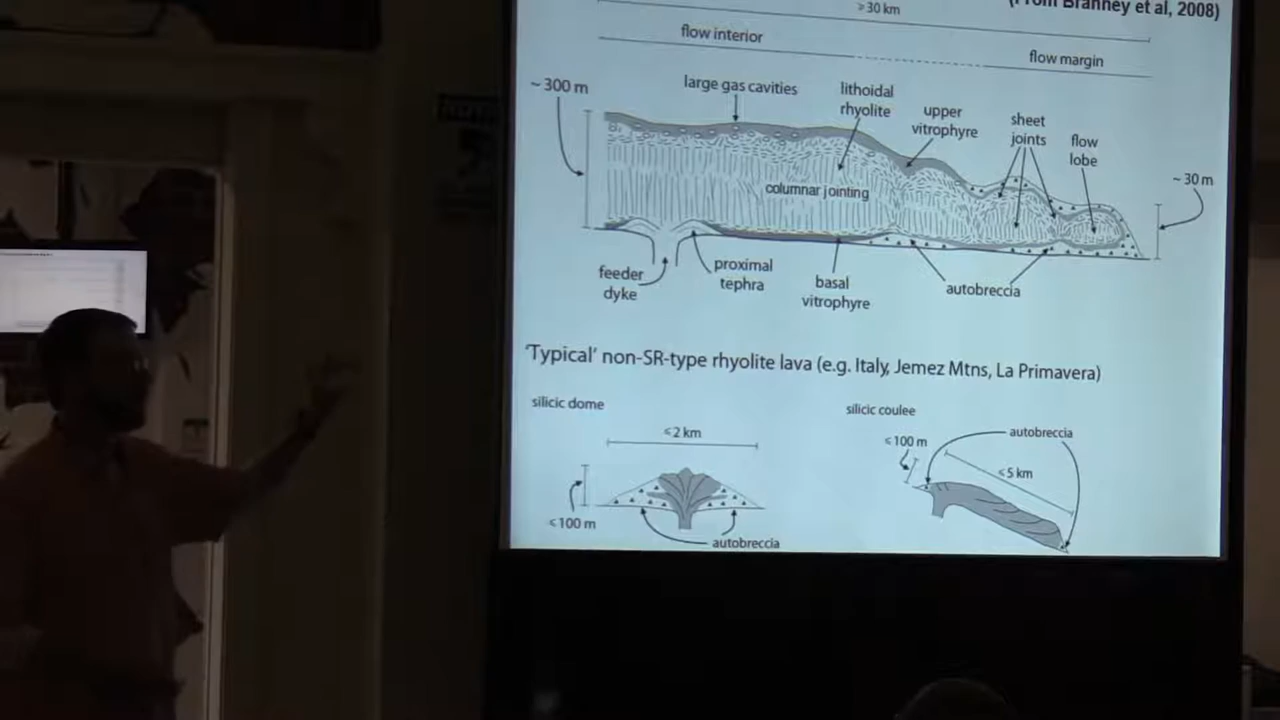 (From Branney et al, 2008)
≥30 km
flow interior
flow margin
~ 300 m
large gas cavities
lithoidal
rhyolite
upper
vitrophyre
sheet
joints
flow
lobe
~ 30 m
columnar jointing
feeder
dyke
proximal
tephra
basal
vitrophyre
autobreccia
'Typical' non-SR-type rhyolite lava (e.g. Italy, Jemez Mtns, La Primavera)
silicic dome
≤2 km
≤100 m
autobreccia
silicic coulee
≤100 m
autobreccia
≤5 km